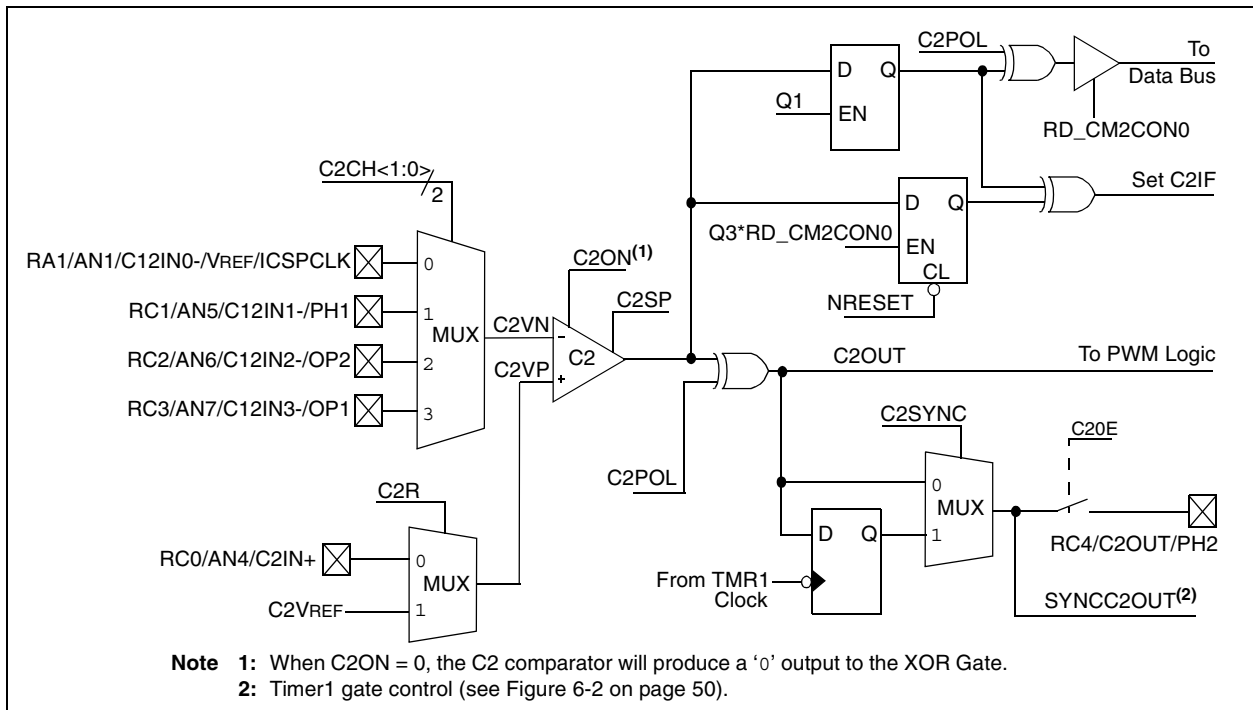 C2POL
To
Data Bus
D Q
Q1
EN
RD_CM2CON0
C2CH<1:0>
2
Set C2IF
D Q
Q3*RD_CM2CON0
EN
CL
NRESET
RA1/AN1/C12IN0-/VREF/ICSPCLK
0
C2ON(1)
C2SP
RC1/AN5/C12IN1-/PH1
1
MUX
C2VN
C2
RC2/AN6/C12IN2-/OP2
2
C2VP
RC3/AN7/C12IN3-/OP1
3
C2OUT
To PWM Logic
C2POL
C2SYNC
C20E
0
MUX
1
D Q
RC4/C2OUT/PH2
From TMR1
Clock
SYNCC2OUT(2)
C2R
RC0/AN4/C2IN+
0
MUX
C2VREF
1
Note 1: When C2ON = 0, the C2 comparator will produce a ‘0’ output to the XOR Gate.
2: Timer1 gate control (see Figure 6-2 on page 50).